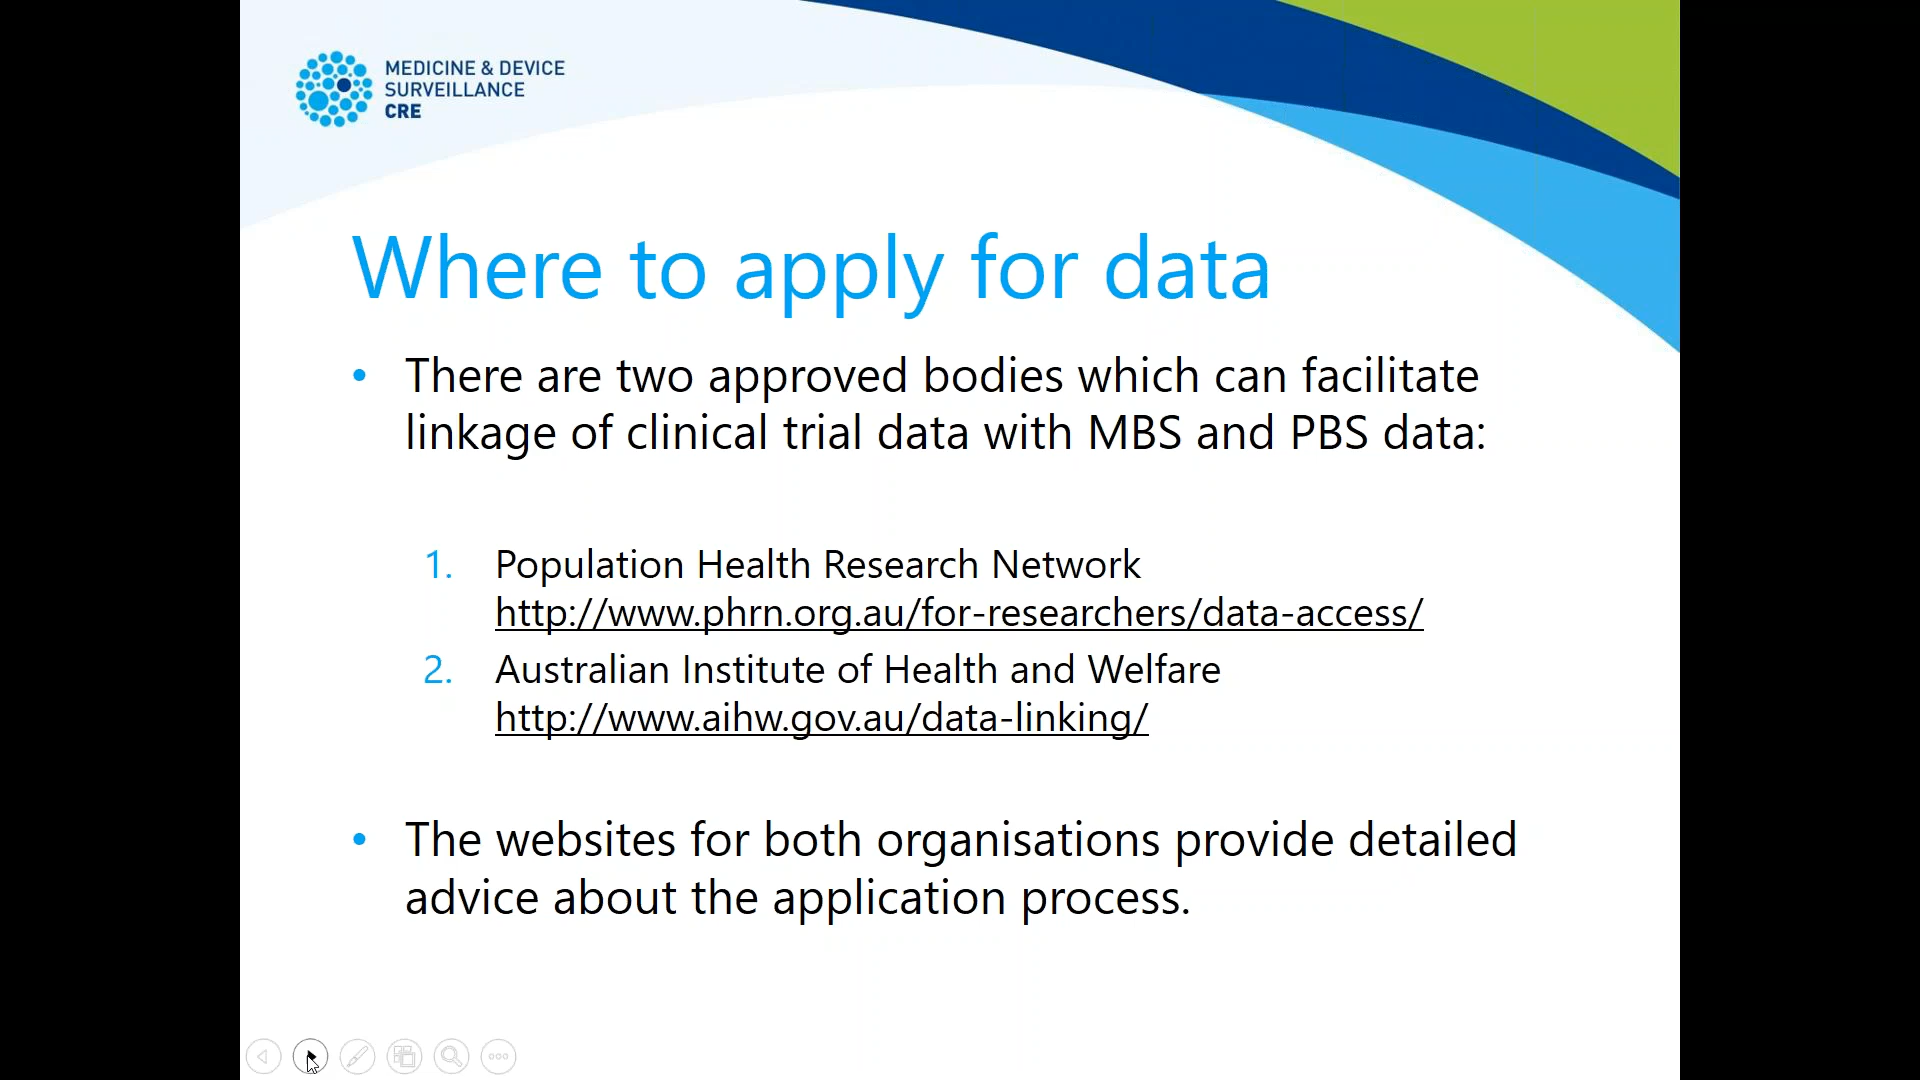 MEDICINE & DEVICE
SURVEILLANCE
CRE
Where to apply for data
• There are two approved bodies which can facilitate
linkage of clinical trial data with MBS and PBS data:
1. Population Health Research Network
http://www.phrn.org.au/for-researchers/data-access/
2. Australian Institute of Health and Welfare
http://www.aihw.gov.au/data-linking/
• The websites for both organisations provide detailed
advice about the application process.